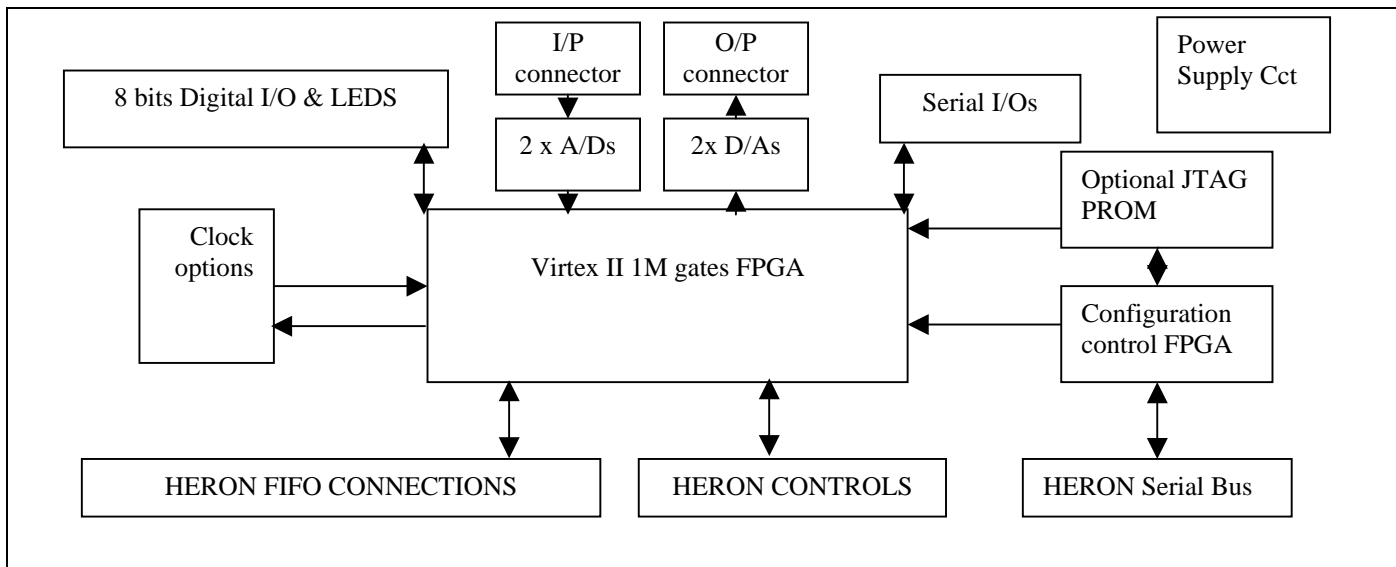 I/P
connector
O/P
connector
Power
Supply Cct
8 bits Digital I/O & LEDS
Serial I/Os
2 x A/Ds
2x D/As
Optional JTAG
PROM
Clock
options
Virtex II 1M gates FPGA
Configuration
control FPGA
HERON FIFO CONNECTIONS
HERON CONTROLS
HERON Serial Bus